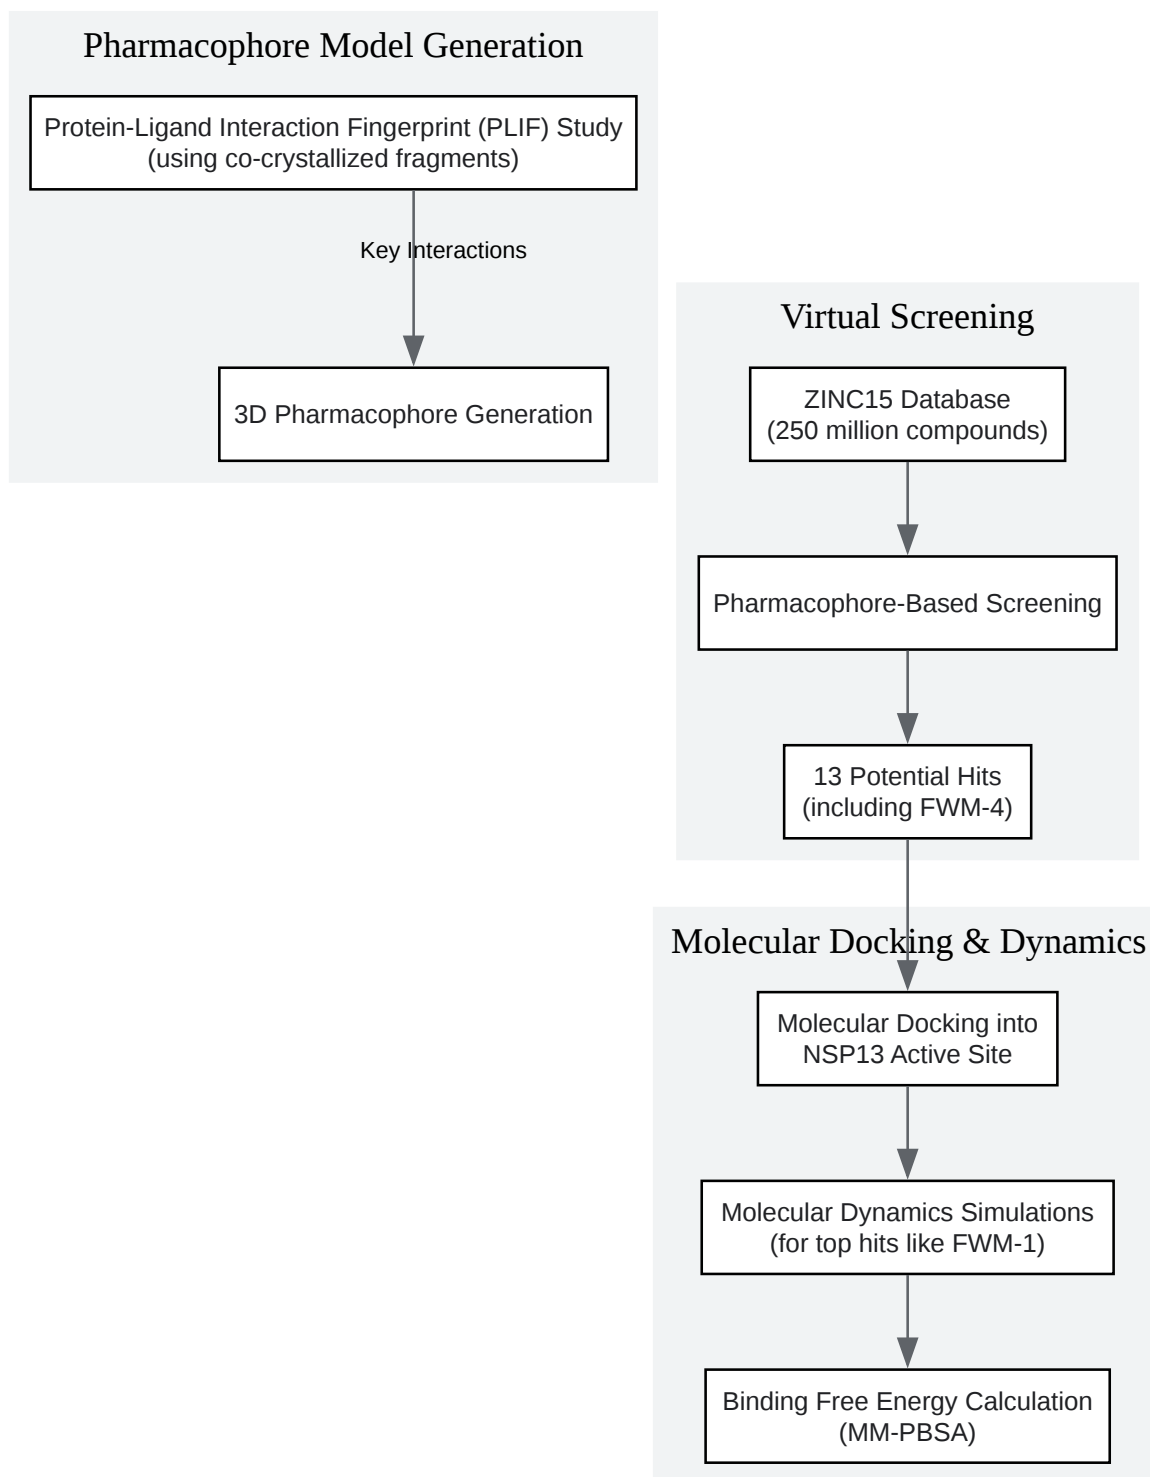 Pharmacophore Model Generation
Protein-Ligand Interaction Fingerprint (PLIF) Study
(using co-crystallized fragments)
Key Interactions
3D Pharmacophore Generation
Virtual Screening
ZINC15 Database
(250 million compounds)
Pharmacophore-Based Screening
13 Potential Hits
(including FWM-4)
Molecular Docking & Dynamics
Molecular Docking into
NSP13 Active Site
Molecular Dynamics Simulations
(for top hits like FWM-1)
Binding Free Energy Calculation
(MM-PBSA)